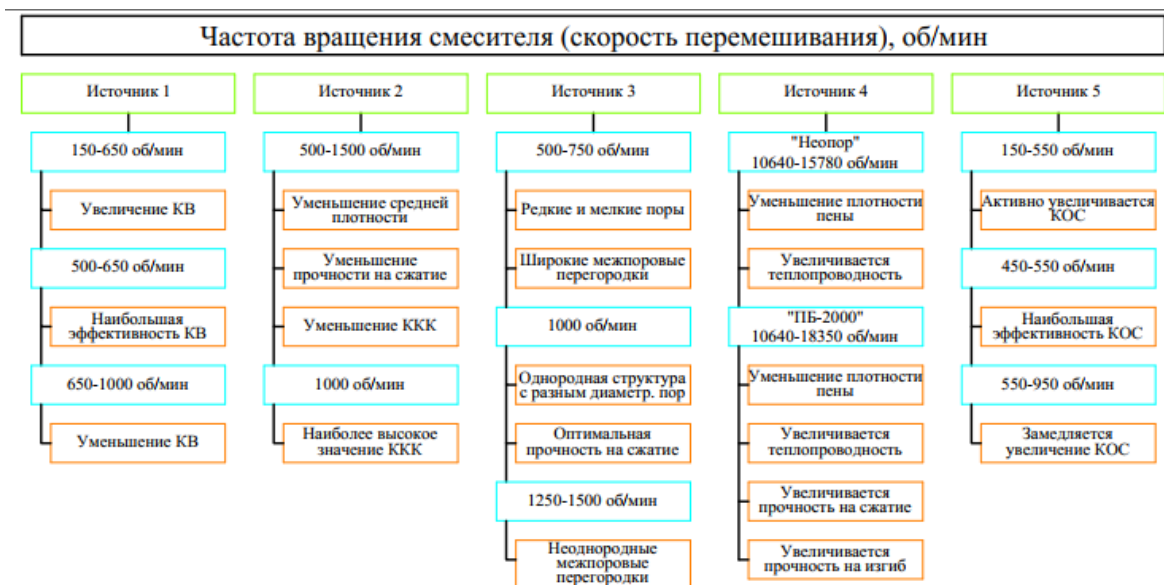 Частота вращения смесителя (скорость перемешивания), об/мин
Источник 1
150-650 об/мин
Увеличение КВ
500-650 об/мин
Наибольшая
эффективность КВ
650-1000 об/мин
Уменьшение КВ
Источник 2
500-1500 об/мин
Уменьшение средней
плотности
Уменьшение
прочности на сжатие
Уменьшение ККК
1000 об/мин
Наиболее высокое
значение ККК
Источник 3
500-750 об/мин
Редкие и мелкие поры
Широкие межпоровые
перегородки
1000 об/мин
Однородная структура
с разным диаметр. пор
Оптимальная
прочность на сжатие
1250-1500 об/мин
Неоднородные
межпоровые
перегородки
Источник 4
"Неопор"
10640-15780 об/мин
Уменьшение плотности
пены
Увеличивается
теплопроводность
"ПБ-2000"
10640-18350 об/мин
Уменьшение плотности
пены
Увеличивается
теплопроводность
Увеличивается
прочность на сжатие
Увеличивается
прочность на изгиб
Источник 5
150-550 об/мин
Активно увеличивается
КОС
450-550 об/мин
Наибольшая
эффективность КОС
550-950 об/мин
Замедляется
увеличение КОС